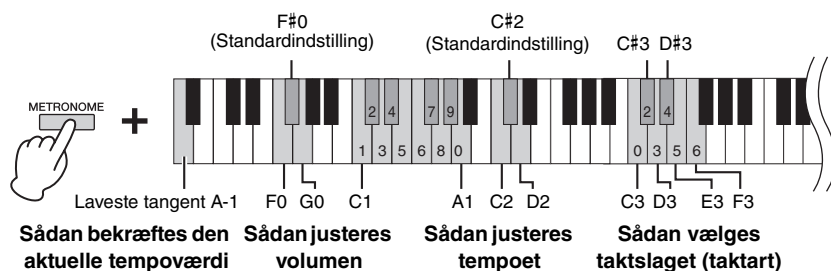 F#0
(Standardindstilling)
C#2
(Standardindstilling)
C#3 D#3
METRONOME
+
2 4 7 9 2 4
1 3 5 6 8 0 0 3 5 6
Laveste tangent A-1
F0 G0 C1 A1 C2 D2 C3 D3 E3 F3
Sådan bekræftes den
aktuelle tempoværdi
Sådan justeres
volumen
Sådan justeres
tempoet
Sådan vælges
taktslaget (taktart)